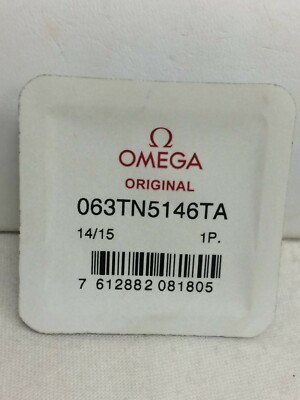 Ω
OMEGA
ORIGINAL
063TN5146TA
14/15 1P.
7 612882 081805